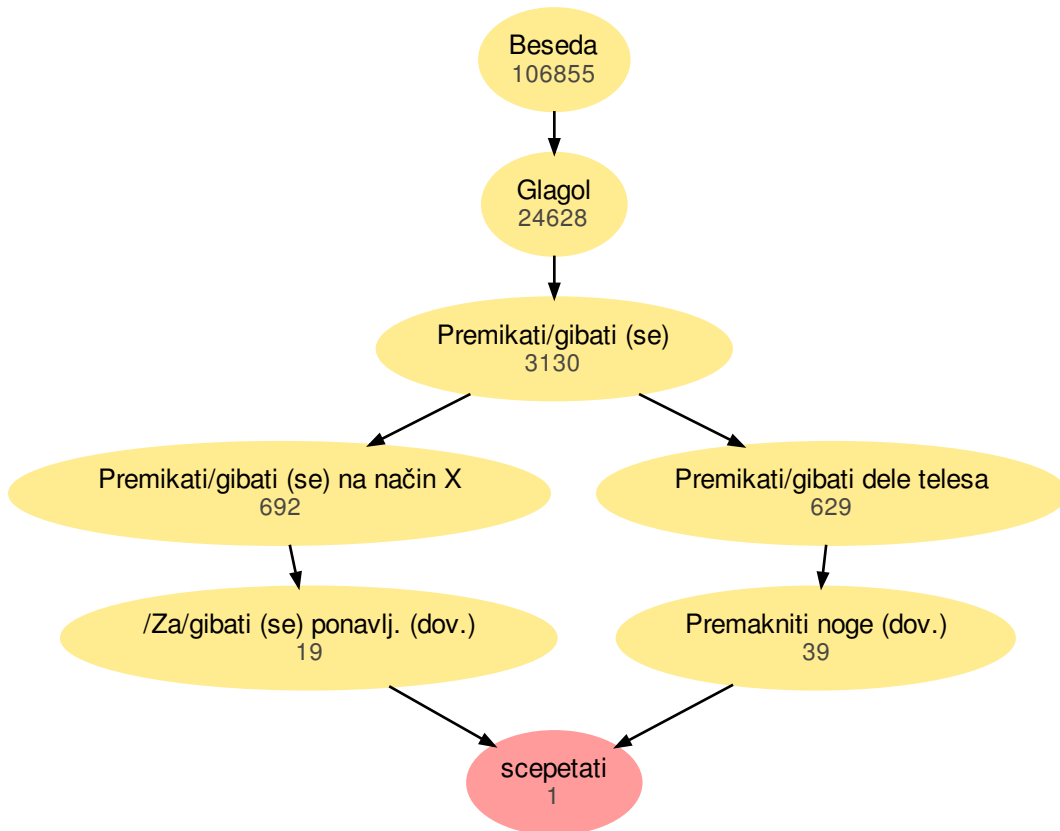 Beseda
106855
Glagol
24628
Premikati/gibati (se)
3130
Premikati/gibati (se) na način X
692
Premikati/gibati dele telesa
629
/Za/gibati (se) ponavlj. (dov.)
19
Premakniti noge (dov.)
39
scepetati
1